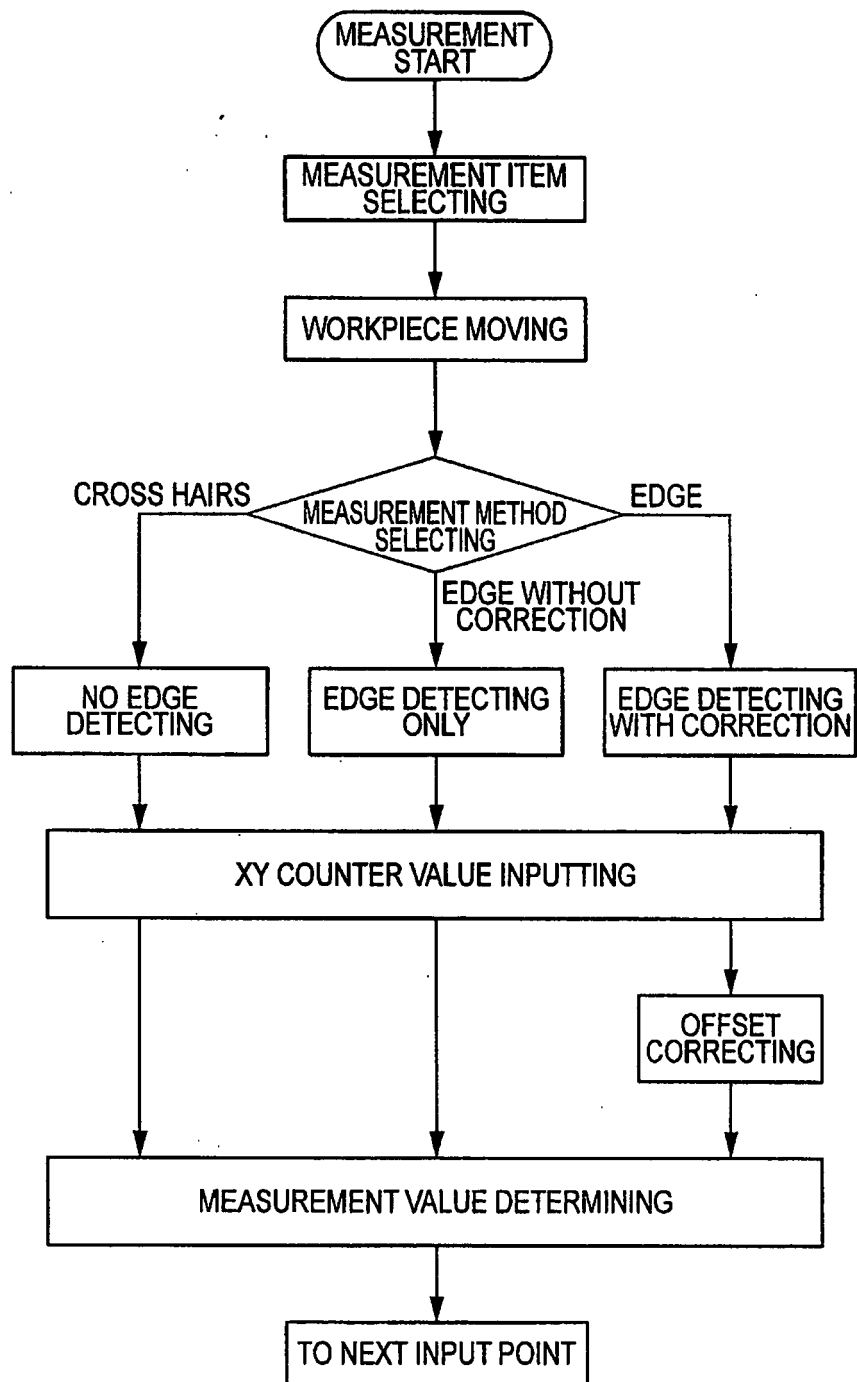 MEASUREMENT
START
MEASUREMENT ITEM
SELECTING
WORKPIECE MOVING
CROSS HAIRS
MEASUREMENT METHOD
SELECTING
EDGE
EDGE WITHOUT
CORRECTION
NO EDGE
DETECTING
EDGE DETECTING
ONLY
EDGE DETECTING
WITH CORRECTION
XY COUNTER VALUE INPUTTING
OFFSET
CORRECTING
MEASUREMENT VALUE DETERMINING
TO NEXT INPUT POINT